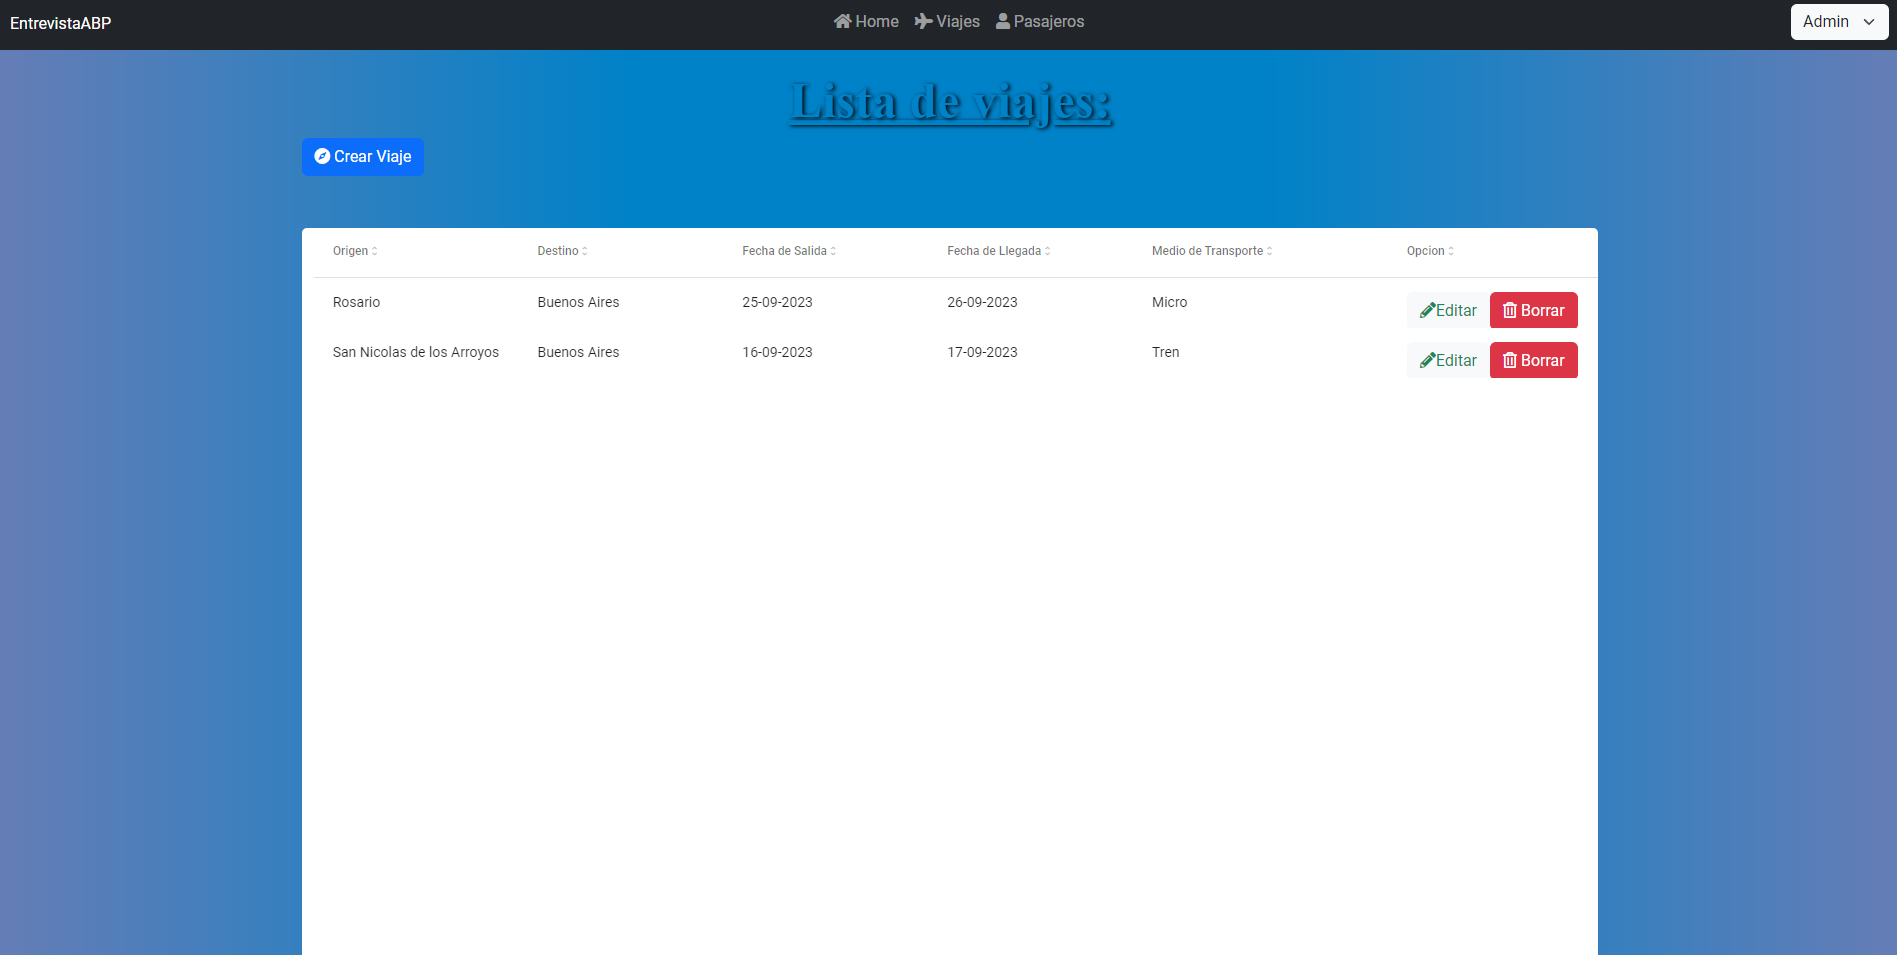 EntrevistaABP
Home Viajes Pasajeros
Admin
Lista de viajes:
Crear Viaje
Origen Destino Fecha de Salida Fecha de Llegada Medio de Transporte Opcion
Rosario Buenos Aires 25-09-2023 26-09-2023 Micro Editar Borrar
San Nicolas de los Arroyos Buenos Aires 16-09-2023 17-09-2023 Tren Editar Borrar